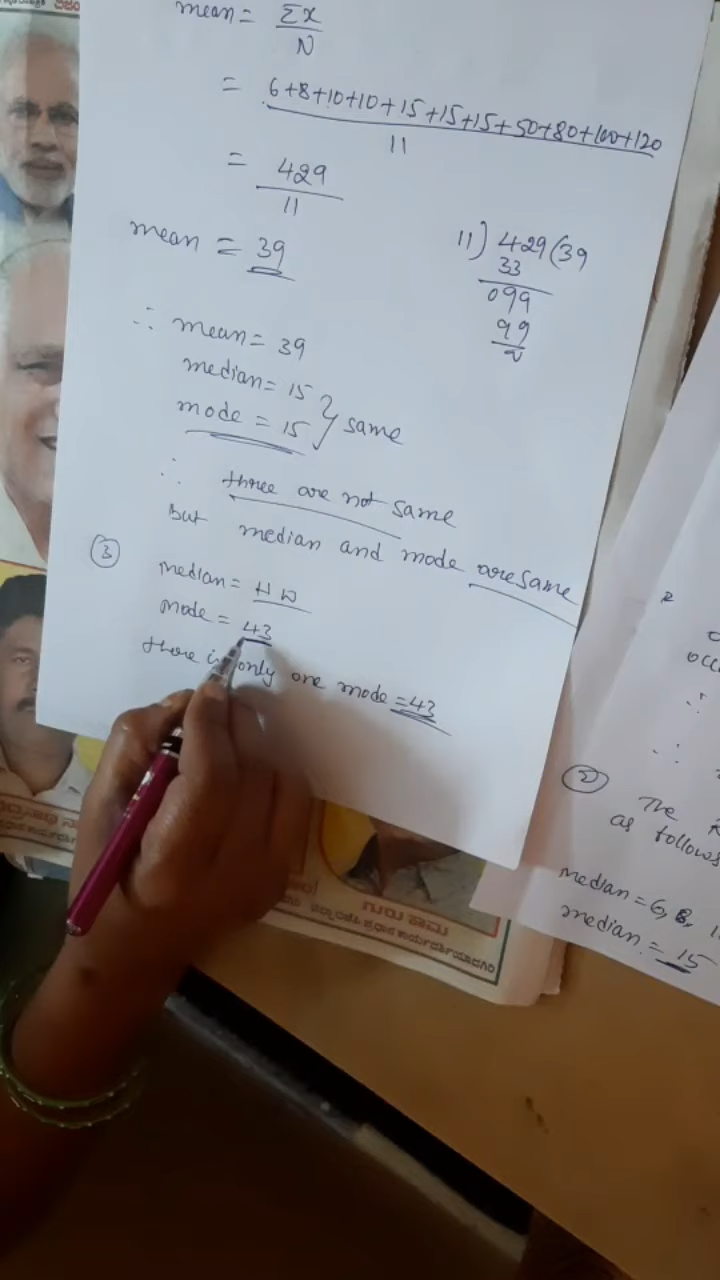 mean = Σx
N
= 6+8+10+10+15+15+15+50+80+100+120
11
= 429
11
mean = 39
11) 429 (39
33
099
99
∴ mean = 39
median = 15 } same
mode = 15
∴ three are not same
But median and mode are same
③
median = H W
mode = 43
there is only one mode = 43
②
The
as follows
median = 6, 8, 1
median = 15
ಗುರು ಕಾಮ